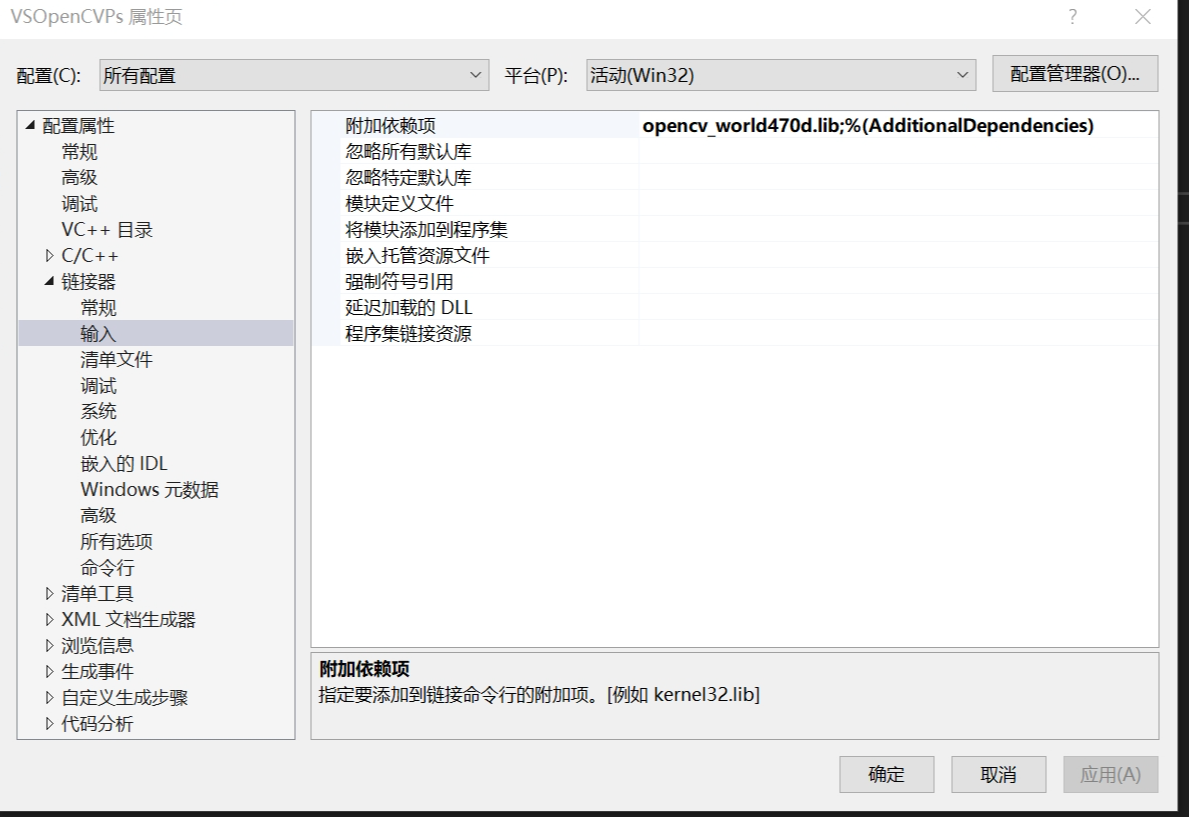 VSOpenCVPs 属性页
配置(C): 所有配置 平台(P): 活动(Win32) 配置管理器(O)...
配置属性
常规
高级
调试
VC++ 目录
C/C++
链接器
常规
输入
清单文件
调试
系统
优化
嵌入的 IDL
Windows 元数据
高级
所有选项
命令行
清单工具
XML 文档生成器
浏览信息
生成事件
自定义生成步骤
代码分析
附加依赖项 opencv_world470d.lib;%(AdditionalDependencies)
忽略所有默认库
忽略特定默认库
模块定义文件
将模块添加到程序集
嵌入托管资源文件
强制符号引用
延迟加载的 DLL
程序集链接资源
附加依赖项
指定要添加到链接命令行的附加项。[例如 kernel32.lib]
确定 取消 应用(A)